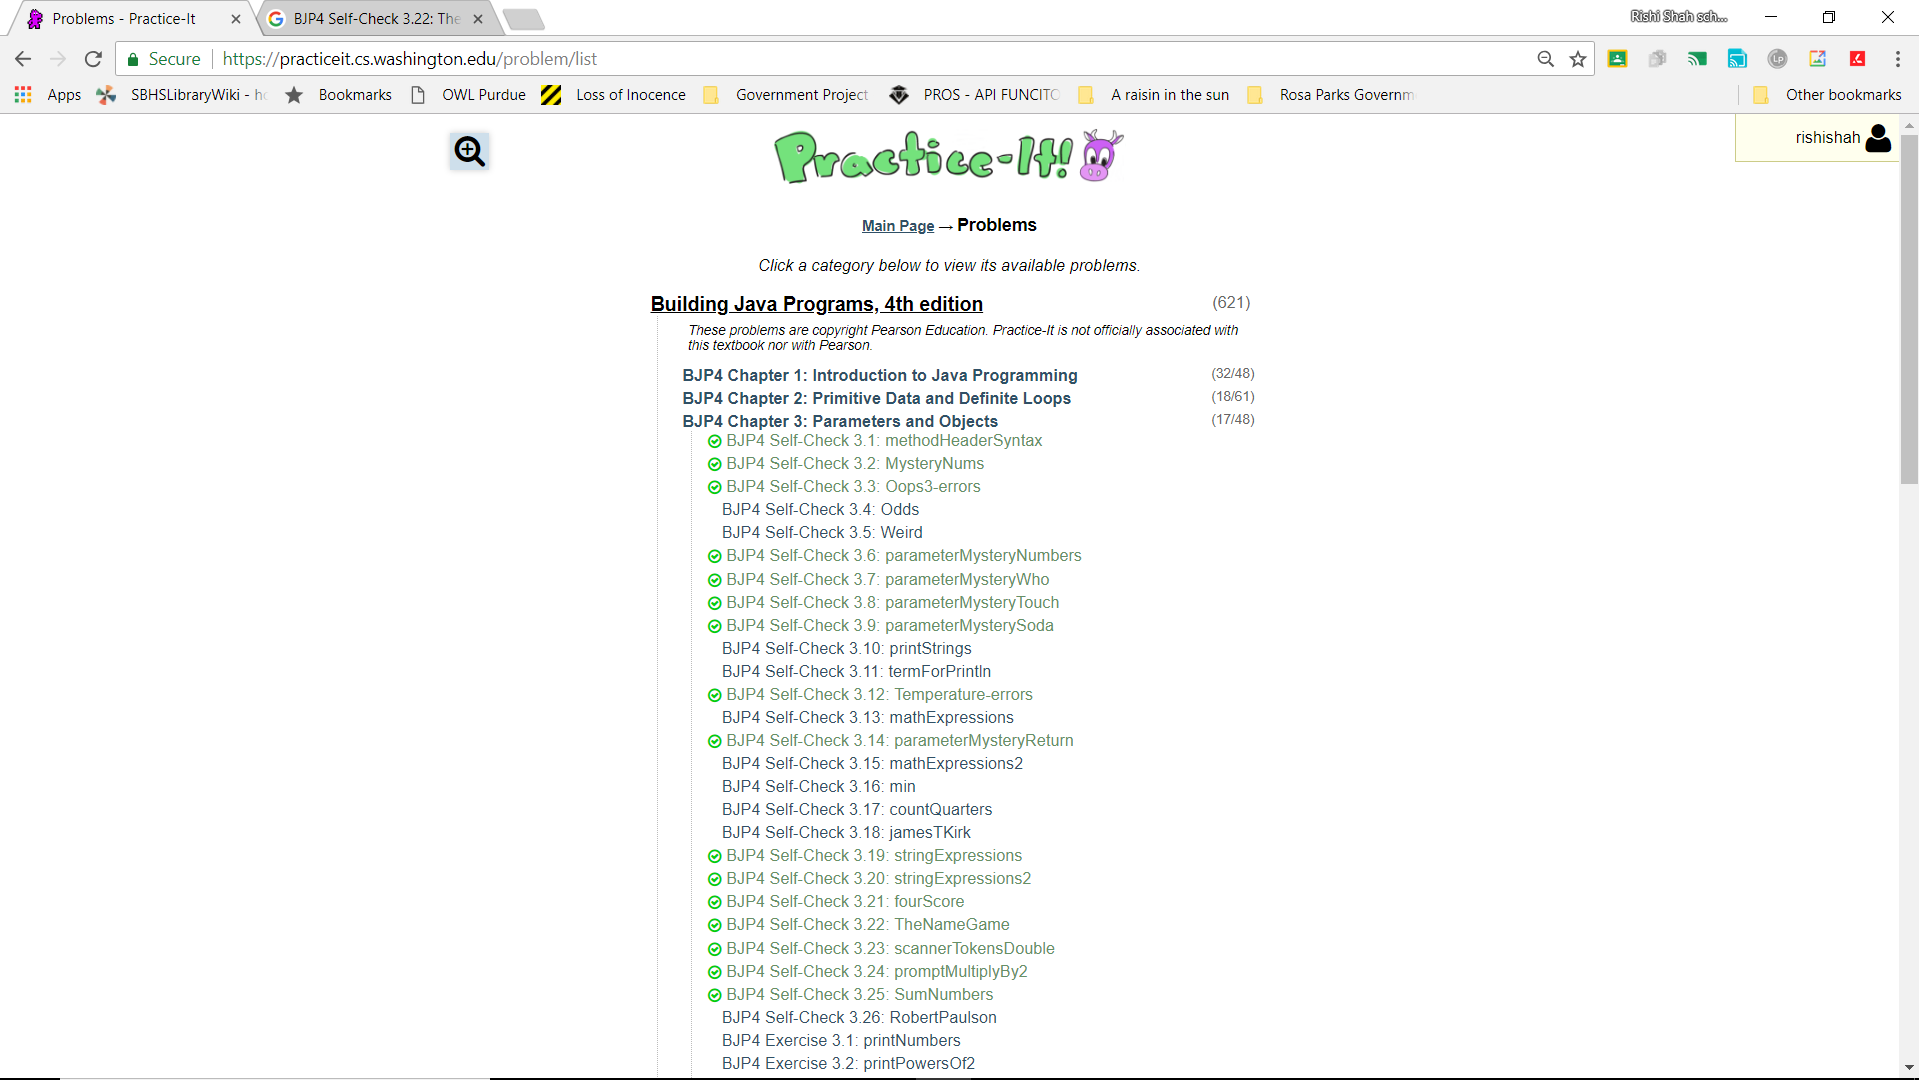 Problems - Practice-It
BJP4 Self-Check 3.22: The
Rishi Shah sch...
Secure
https://practiceit.cs.washington.edu/problem/list
LP
Apps
SBHSLibraryWiki - ho
Bookmarks
OWL Purdue
Loss of Inocence
Government Project
PROS - API FUNCITO
A raisin in the sun
Rosa Parks Governm
Other bookmarks
Practice-It!
rishishah
Main Page → Problems
Click a category below to view its available problems.
Building Java Programs, 4th edition (621)
These problems are copyright Pearson Education. Practice-It is not officially associated with
this textbook nor with Pearson.
BJP4 Chapter 1: Introduction to Java Programming (32/48)
BJP4 Chapter 2: Primitive Data and Definite Loops (18/61)
BJP4 Chapter 3: Parameters and Objects (17/48)
BJP4 Self-Check 3.1: methodHeaderSyntax
BJP4 Self-Check 3.2: MysteryNums
BJP4 Self-Check 3.3: Oops3-errors
BJP4 Self-Check 3.4: Odds
BJP4 Self-Check 3.5: Weird
BJP4 Self-Check 3.6: parameterMysteryNumbers
BJP4 Self-Check 3.7: parameterMysteryWho
BJP4 Self-Check 3.8: parameterMysteryTouch
BJP4 Self-Check 3.9: parameterMysterySoda
BJP4 Self-Check 3.10: printStrings
BJP4 Self-Check 3.11: termForPrintln
BJP4 Self-Check 3.12: Temperature-errors
BJP4 Self-Check 3.13: mathExpressions
BJP4 Self-Check 3.14: parameterMysteryReturn
BJP4 Self-Check 3.15: mathExpressions2
BJP4 Self-Check 3.16: min
BJP4 Self-Check 3.17: countQuarters
BJP4 Self-Check 3.18: jamesTKirk
BJP4 Self-Check 3.19: stringExpressions
BJP4 Self-Check 3.20: stringExpressions2
BJP4 Self-Check 3.21: fourScore
BJP4 Self-Check 3.22: TheNameGame
BJP4 Self-Check 3.23: scannerTokensDouble
BJP4 Self-Check 3.24: promptMultiplyBy2
BJP4 Self-Check 3.25: SumNumbers
BJP4 Self-Check 3.26: RobertPaulson
BJP4 Exercise 3.1: printNumbers
BJP4 Exercise 3.2: printPowersOf2